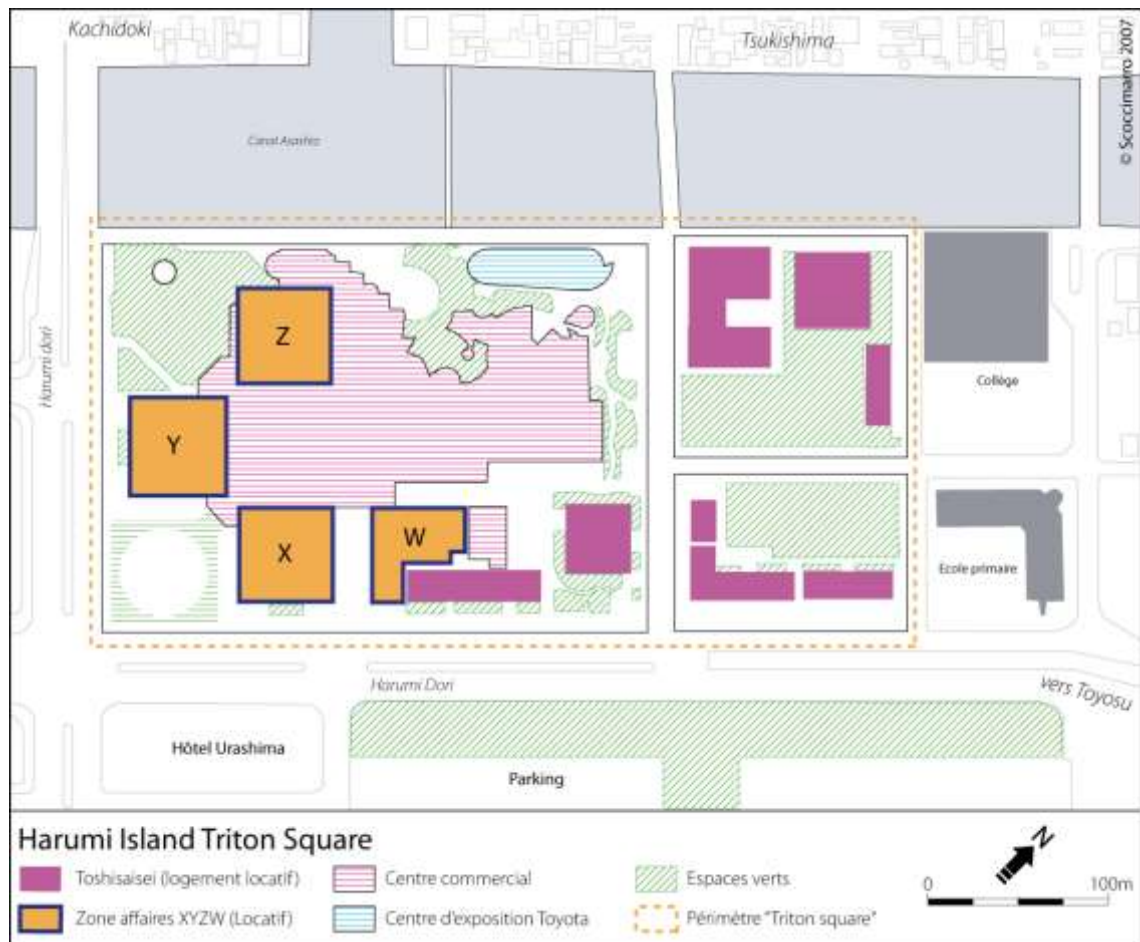 Kachidoki
Tsukishima
© Scoccimarro 2007
Canal Asashio
Harumi dori
Z
Y
X
W
Collège
Ecole primaire
Harumi Dori
vers Toyosu
Hôtel Urashima
Parking
Harumi Island Triton Square
Toshisaisei (logement locatif)
Centre commercial
Espaces verts
Zone affaires XYZW (Locatif)
Centre d'exposition Toyota
Périmètre "Triton square"
N
0 100m